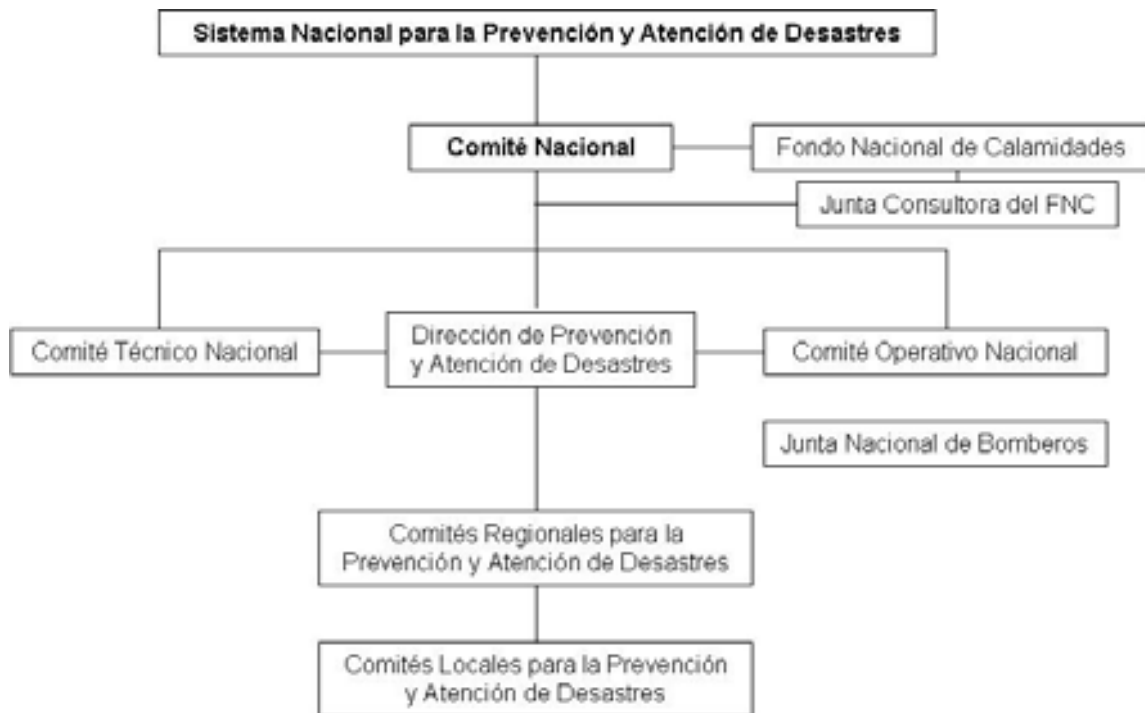 Sistema Nacional para la Prevención y Atención de Desastres
Comité Nacional
Fondo Nacional de Calamidades
Junta Consultora del FNC
Comité Técnico Nacional
Dirección de Prevención
y Atención de Desastres
Comité Operativo Nacional
Junta Nacional de Bomberos
Comités Regionales para la
Prevención y Atención de Desastres
Comités Locales para la Prevención
y Atención de Desastres